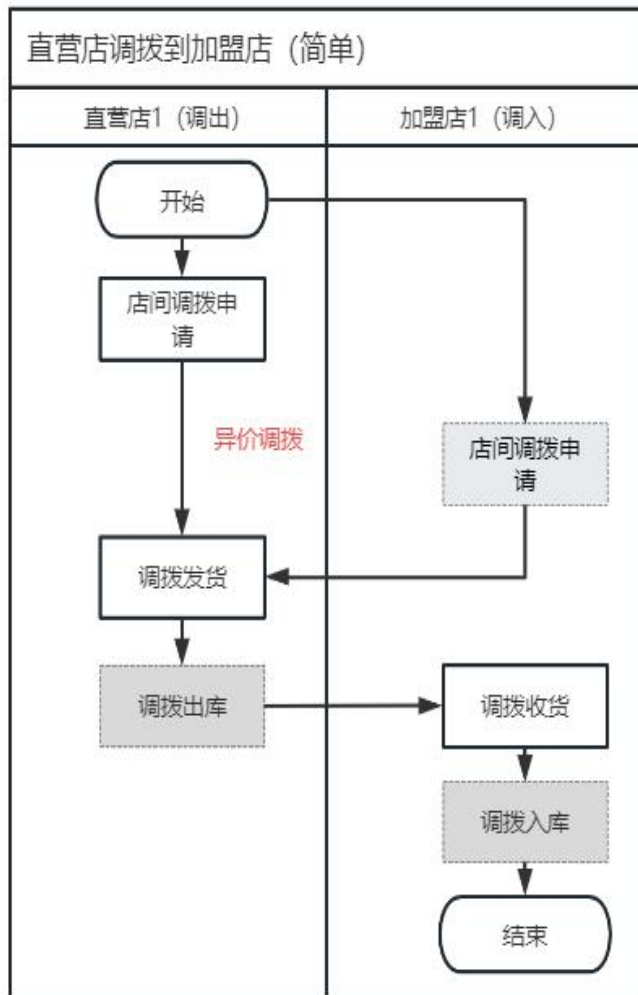 直营店调拨到加盟店（简单）
直营店1（调出）
加盟店1（调入）
开始
店间调拨申
请
异价调拨
店间调拨申
请
调拨发货
调拨出库
调拨收货
调拨入库
结束